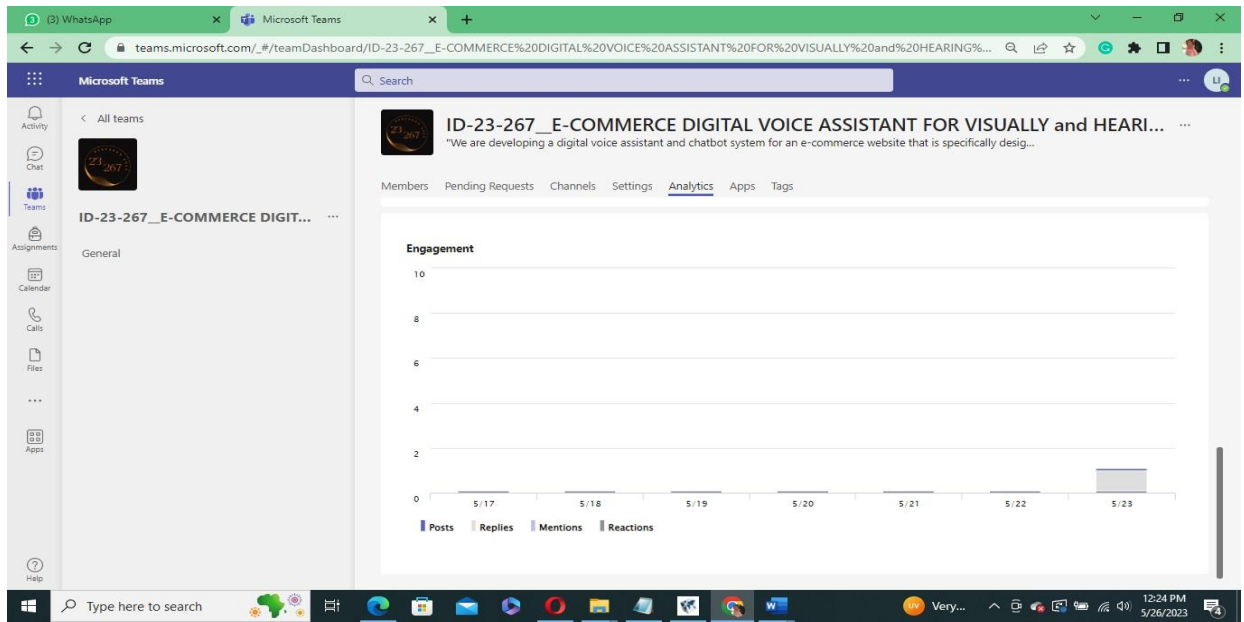 (3) WhatsApp
Microsoft Teams
teams.microsoft.com/_#/teamDashboard/ID-23-267__E-COMMERCE%20DIGITAL%20VOICE%20ASSISTANT%20FOR%20VISUALLY%20and%20HEARING%...
Microsoft Teams
Search
LI
Activity
Chat
Teams
Assignments
Calendar
Calls
Files
Apps
Help
All teams
23_267
ID-23-267__E-COMMERCE DIGIT...
General
23_267
ID-23-267__E-COMMERCE DIGITAL VOICE ASSISTANT FOR VISUALLY and HEARI...
"We are developing a digital voice assistant and chatbot system for an e-commerce website that is specifically desig...
Members Pending Requests Channels Settings Analytics Apps Tags
Engagement
10
8
6
4
2
0
5/17 5/18 5/19 5/20 5/21 5/22 5/23
Posts Replies Mentions Reactions
Type here to search
UV Very...
12:24 PM
5/26/2023
4